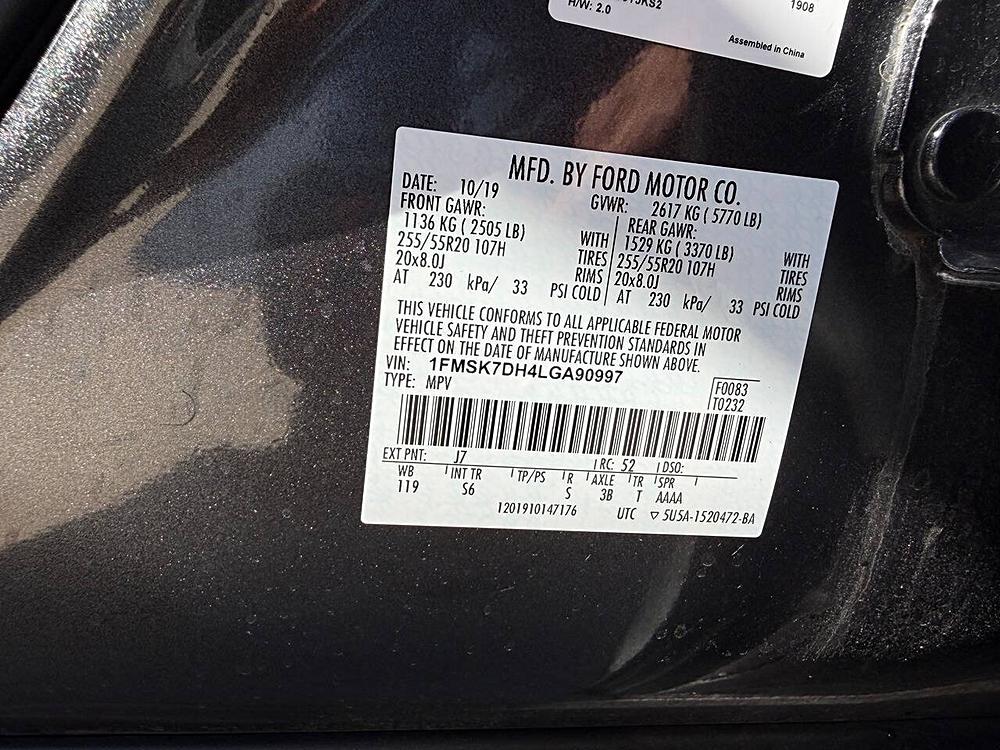 H/W: 2.0
1908
Assembled in China
MFD. BY FORD MOTOR CO.
DATE: 10/19 GVWR: 2617 KG ( 5770 LB)
FRONT GAWR: REAR GAWR:
1136 KG ( 2505 LB) WITH 1529 KG ( 3370 LB) WITH
255/55R20 107H TIRES 255/55R20 107H TIRES
20x8.0J RIMS 20x8.0J RIMS
AT 230 kPa/ 33 PSI COLD AT 230 kPa/ 33 PSI COLD
THIS VEHICLE CONFORMS TO ALL APPLICABLE FEDERAL MOTOR
VEHICLE SAFETY AND THEFT PREVENTION STANDARDS IN
EFFECT ON THE DATE OF MANUFACTURE SHOWN ABOVE.
VIN: 1FMSK7DH4LGA90997
TYPE: MPV F0083
T0232
EXT PNT: J7 RC: 52 DSO:
WB INT TR TP/PS R AXLE TR SPR
119 S6 S 3B T AAAA
1201910147176 UTC ▽ 5U5A-1520472-BA